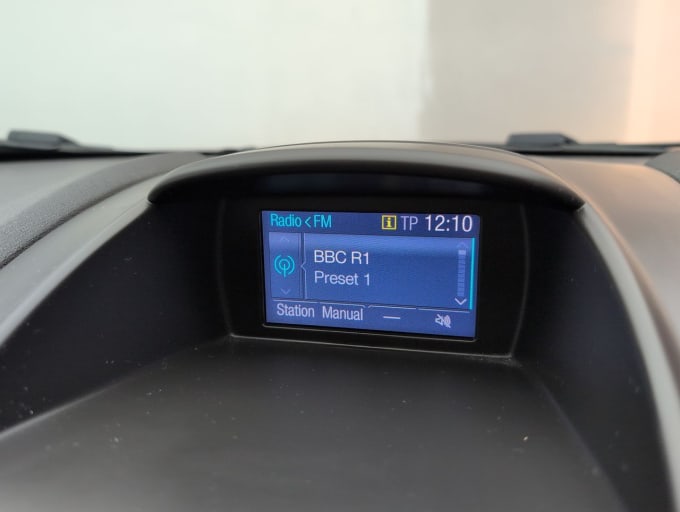 Radio < FM i TP 12:10
BBC R1
Preset 1
Station Manual